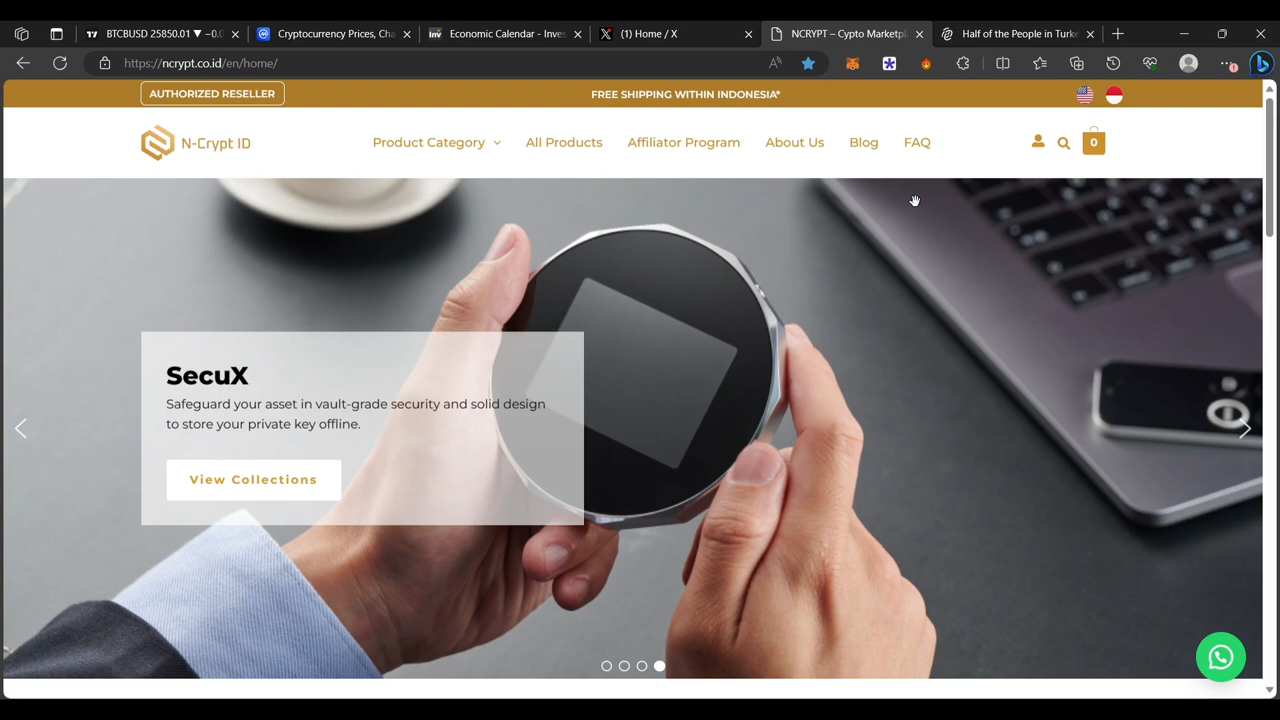 BTCBUSD 25850.01 ▼ −0.
Cryptocurrency Prices, Cha
Economic Calendar - Inves
(1) Home / X
NCRYPT – Cypto Marketpl
Half of the People in Turke
https://ncrypt.co.id/en/home/
AUTHORIZED RESELLER
FREE SHIPPING WITHIN INDONESIA*
N-Crypt ID
Product Category
All Products
Affiliator Program
About Us
Blog
FAQ
0
SecuX
Safeguard your asset in vault-grade security and solid design
to store your private key offline.
View Collections